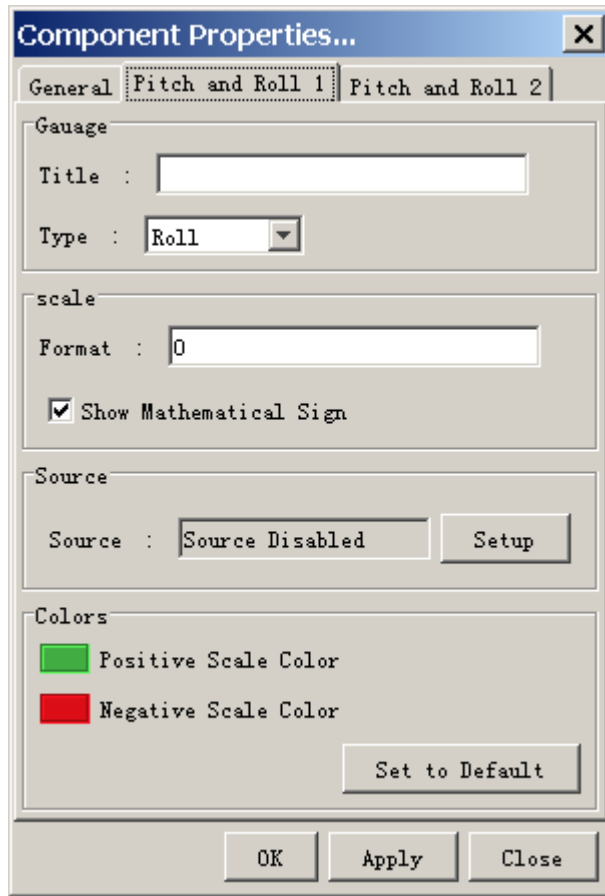 Component Properties...
General Pitch and Roll 1 Pitch and Roll 2
Gauage
Title :
Type : Roll
scale
Format : 0
Show Mathematical Sign
Source
Source : Source Disabled Setup
Colors
Positive Scale Color
Negative Scale Color
Set to Default
OK Apply Close